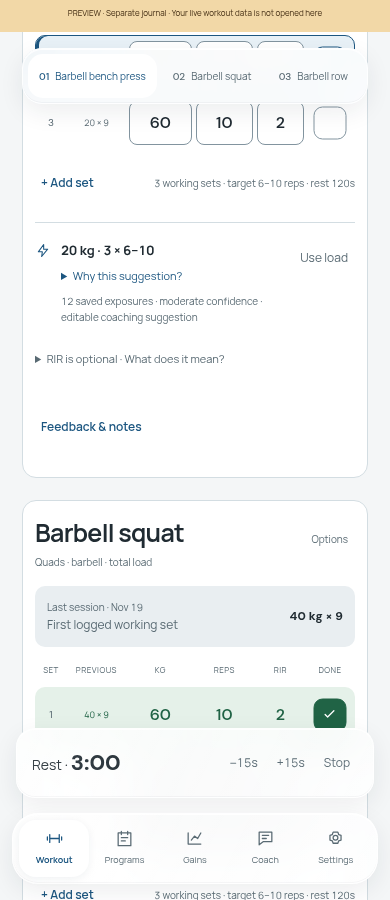 PREVIEW · Separate journal · Your live workout data is not opened here
01 Barbell bench press 02 Barbell squat 03 Barbell row
3 20 × 9 60 10 2
+ Add set 3 working sets · target 6–10 reps · rest 120s
20 kg · 3 × 6–10
Use load
▶ Why this suggestion?
12 saved exposures · moderate confidence ·
editable coaching suggestion
▶ RIR is optional · What does it mean?
Feedback & notes
Barbell squat
Options
Quads · barbell · total load
Last session · Nov 19
First logged working set
40 kg × 9
SET PREVIOUS KG REPS RIR DONE
1 40 × 9 60 10 2
Rest · 3:00 −15s +15s Stop
Workout Programs Gains Coach Settings
+ Add set 3 working sets · target 6–10 reps · rest 120s